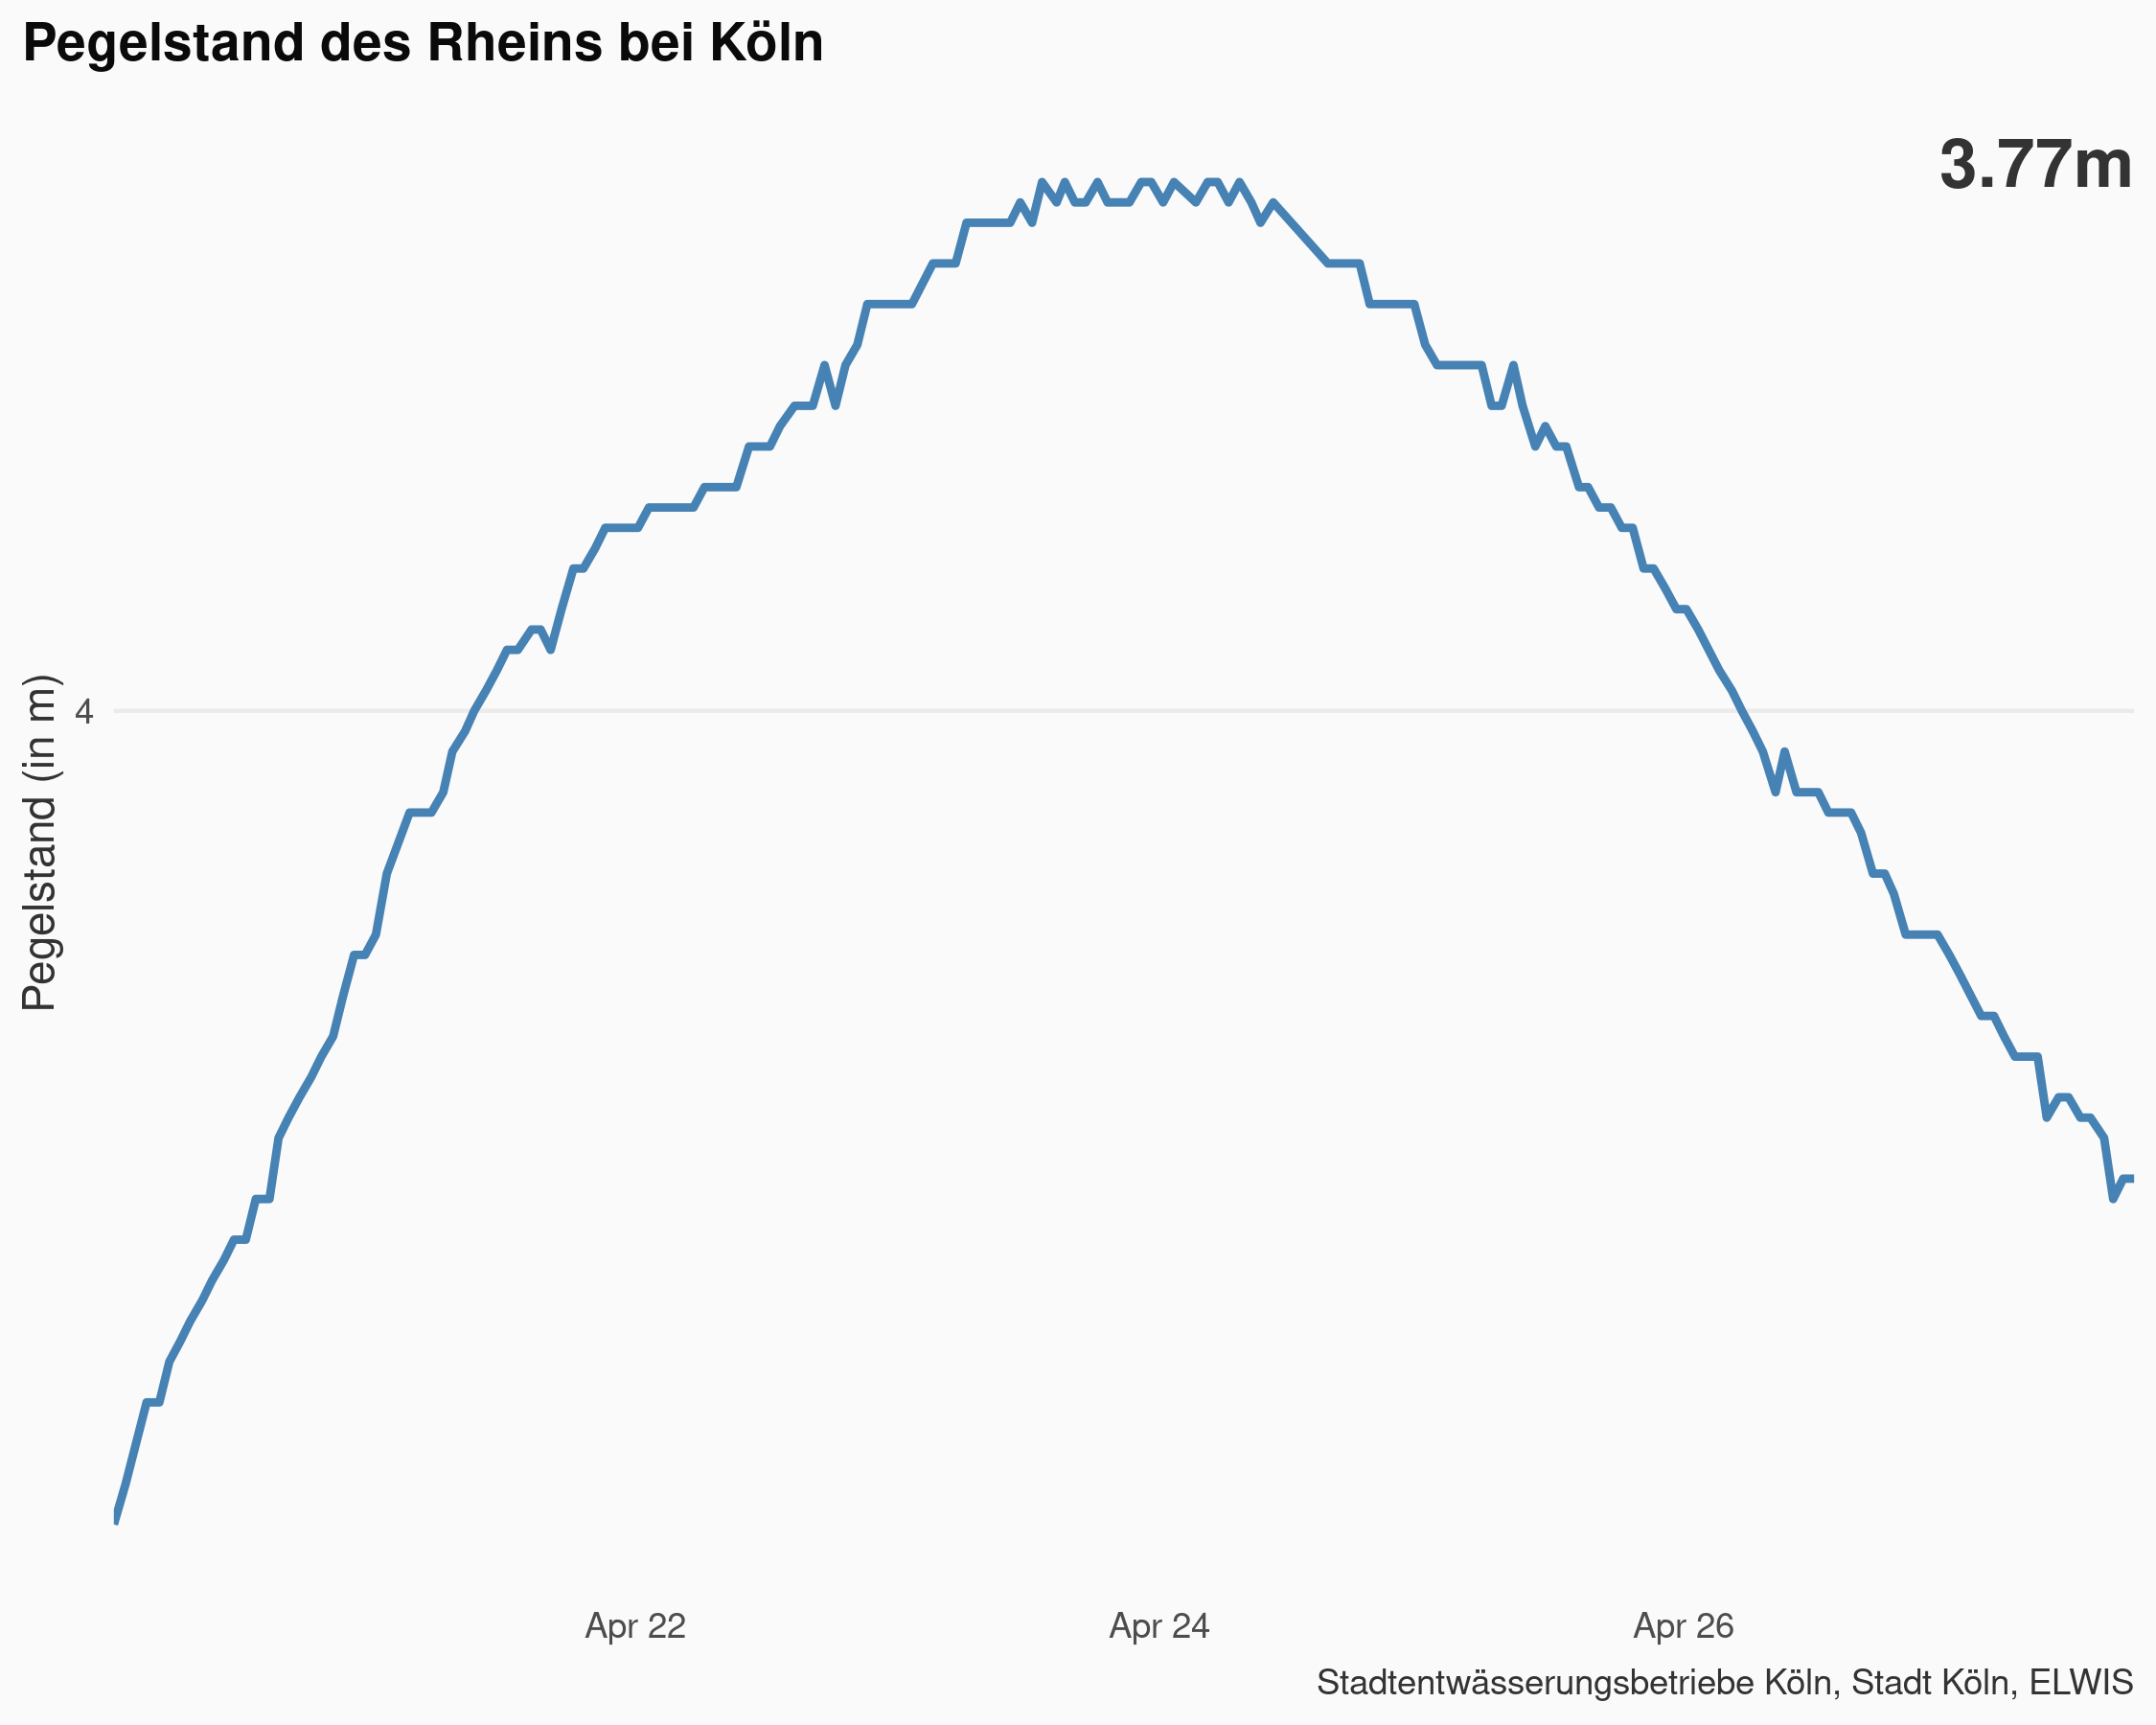 Pegelstand des Rheins bei Köln
3.77m
Pegelstand (in m)
4
Apr 22
Apr 24
Apr 26
Stadtentwässerungsbetriebe Köln, Stadt Köln, ELWIS